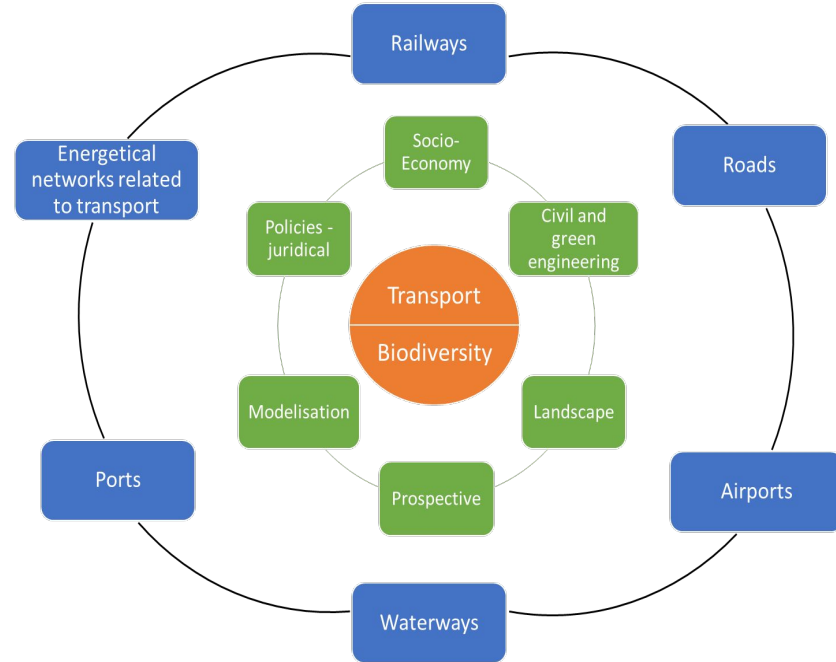 Railways
Socio-
Economy
Energetical
networks related
to transport
Roads
Policies -
juridical
Civil and
green
engineering
Transport
Biodiversity
Modelisation
Landscape
Ports
Prospective
Airports
Waterways